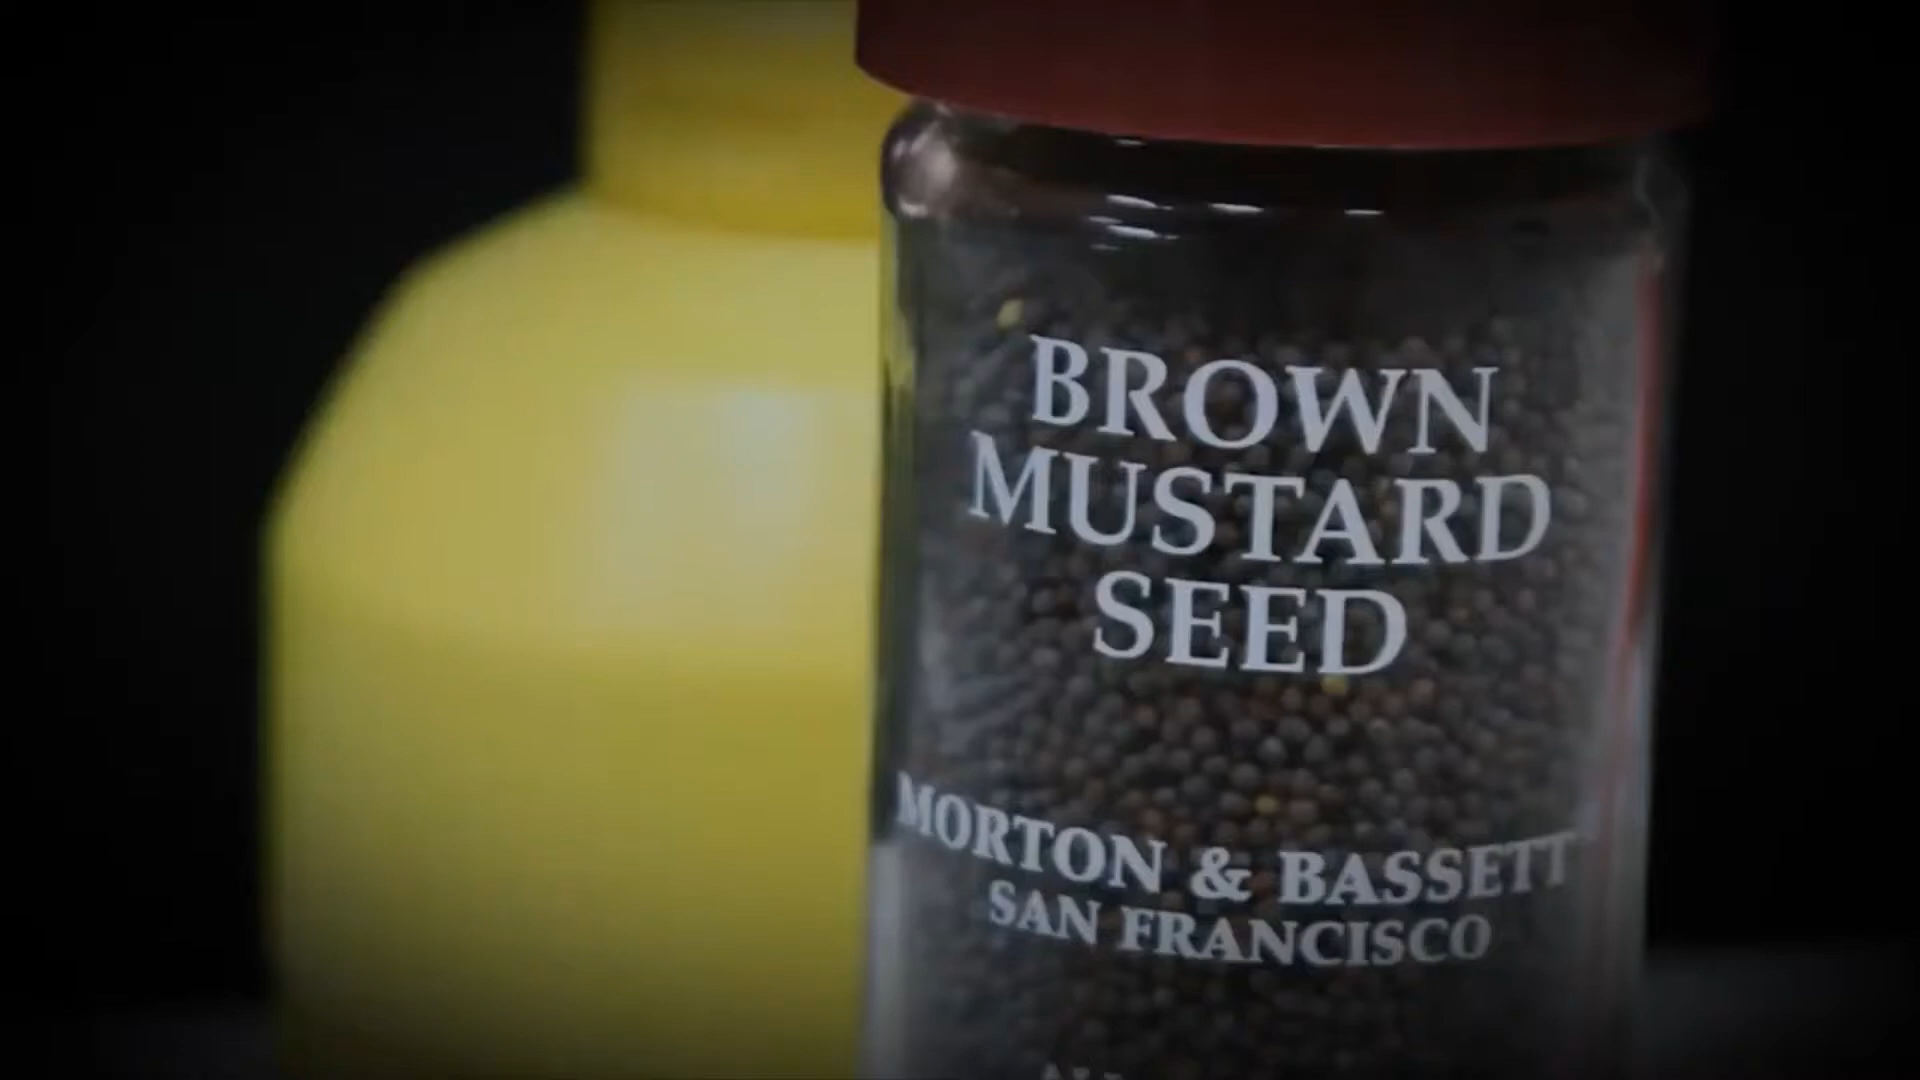 BROWN
MUSTARD
SEED
MORTON & BASSETT
SAN FRANCISCO